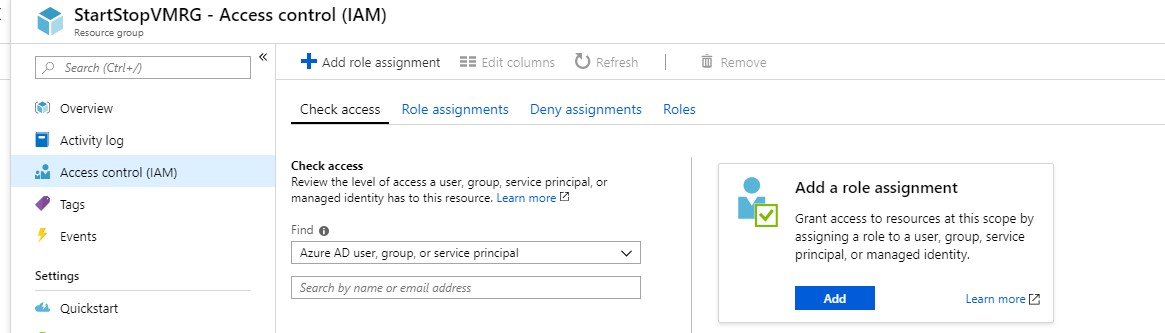 StartStopVMRG - Access control (IAM)
Resource group
Search (Ctrl+/)
«
Overview
Activity log
Access control (IAM)
Tags
Events
Settings
Quickstart
Add role assignment
Edit columns
Refresh
Remove
Check access
Role assignments
Deny assignments
Roles
Check access
Review the level of access a user, group, service principal, or
managed identity has to this resource. Learn more
Find
Azure AD user, group, or service principal
Search by name or email address
Add a role assignment
Grant access to resources at this scope by
assigning a role to a user, group, service
principal, or managed identity.
Add
Learn more